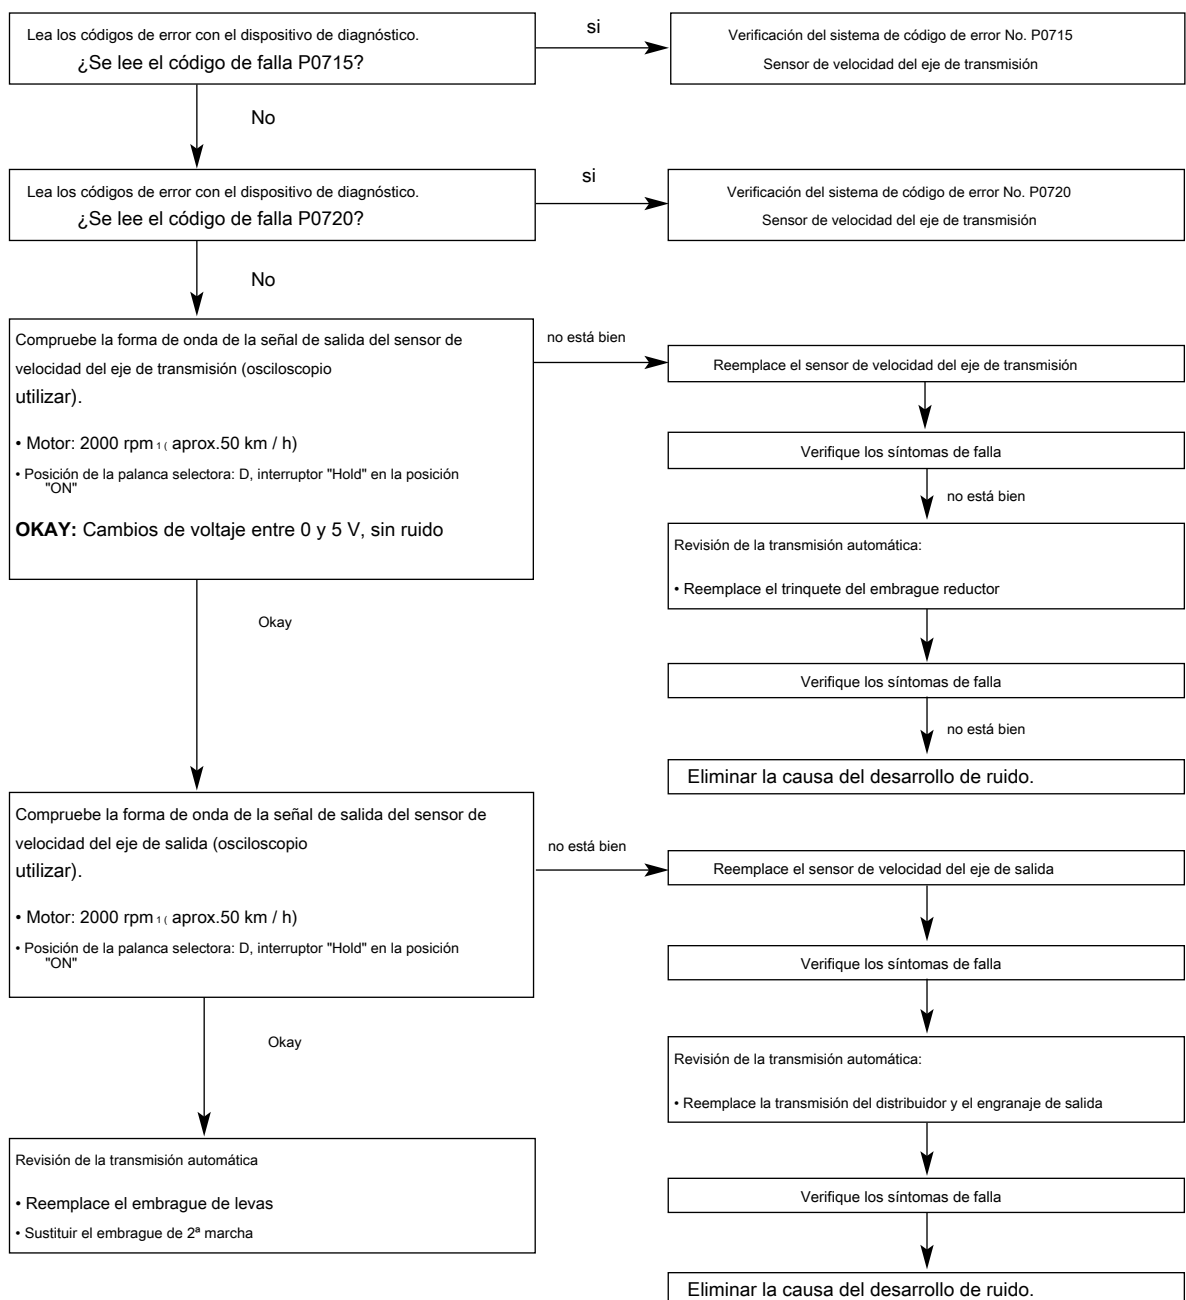 Lea los códigos de error con el dispositivo de diagnóstico.
¿Se lee el código de falla P0715?
si
Verificación del sistema de código de error No. P0715
Sensor de velocidad del eje de transmisión
No
Lea los códigos de error con el dispositivo de diagnóstico.
¿Se lee el código de falla P0720?
si
Verificación del sistema de código de error No. P0720
Sensor de velocidad del eje de transmisión
No
Compruebe la forma de onda de la señal de salida del sensor de
velocidad del eje de transmisión (osciloscopio
utilizar).
• Motor: 2000 rpm 1 ( aprox.50 km / h)
• Posición de la palanca selectora: D, interruptor "Hold" en la posición
"ON"
OKAY: Cambios de voltaje entre 0 y 5 V, sin ruido
no está bien
Reemplace el sensor de velocidad del eje de transmisión
Verifique los síntomas de falla
no está bien
Revisión de la transmisión automática:
• Reemplace el trinquete del embrague reductor
Verifique los síntomas de falla
no está bien
Eliminar la causa del desarrollo de ruido.
Okay
Compruebe la forma de onda de la señal de salida del sensor de
velocidad del eje de salida (osciloscopio
utilizar).
• Motor: 2000 rpm 1 ( aprox.50 km / h)
• Posición de la palanca selectora: D, interruptor "Hold" en la posición
"ON"
no está bien
Reemplace el sensor de velocidad del eje de salida
Verifique los síntomas de falla
Revisión de la transmisión automática:
• Reemplace la transmisión del distribuidor y el engranaje de salida
Verifique los síntomas de falla
Eliminar la causa del desarrollo de ruido.
Okay
Revisión de la transmisión automática
• Reemplace el embrague de levas
• Sustituir el embrague de 2ª marcha